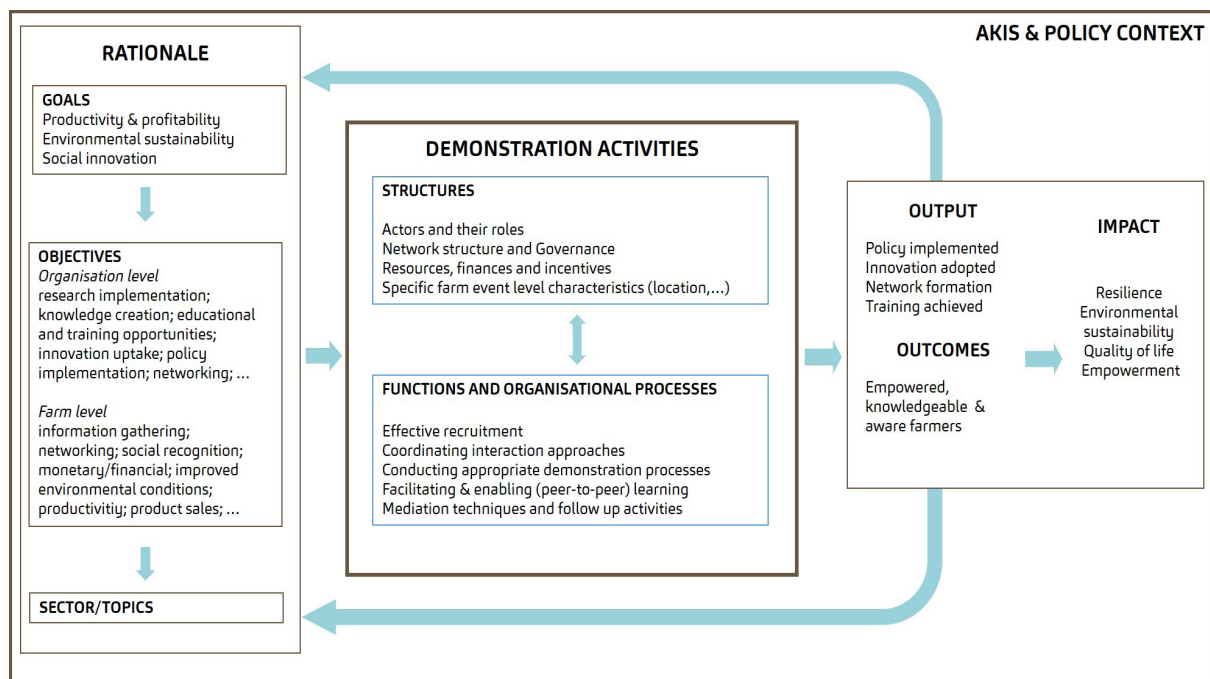 AKIS & POLICY CONTEXT
RATIONALE
GOALS
Productivity & profitability
Environmental sustainability
Social innovation
OBJECTIVES
Organisation level
research implementation;
knowledge creation; educational
and training opportunities;
innovation uptake; policy
implementation; networking; ...
Farm level
information gathering;
networking; social recognition;
monetary/financial; improved
environmental conditions;
productivitiy; product sales; ...
SECTOR/TOPICS
DEMONSTRATION ACTIVITIES
STRUCTURES
Actors and their roles
Network structure and Governance
Resources, finances and incentives
Specific farm event level characteristics (location,...)
FUNCTIONS AND ORGANISATIONAL PROCESSES
Effective recruitment
Coordinating interaction approaches
Conducting appropriate demonstration processes
Facilitating & enabling (peer-to-peer) learning
Mediation techniques and follow up activities
OUTPUT
Policy implemented
Innovation adopted
Network formation
Training achieved
OUTCOMES
Empowered,
knowledgeable &
aware farmers
IMPACT
Resilience
Environmental
sustainability
Quality of life
Empowerment